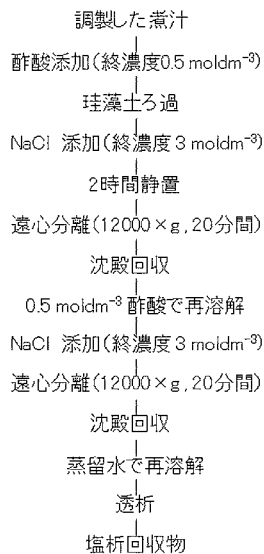 調製した煮汁
酢酸添加(終濃度0.5 moldm⁻³)
珪藻土ろ過
NaCl 添加(終濃度 3 moldm⁻³)
2時間静置
遠心分離(12000×g, 20分間)
沈殿回収
0.5 moldm⁻³ 酢酸で再溶解
NaCl 添加(終濃度 3 moldm⁻³)
遠心分離(12000×g, 20分間)
沈殿回収
蒸留水で再溶解
透析
塩析回収物